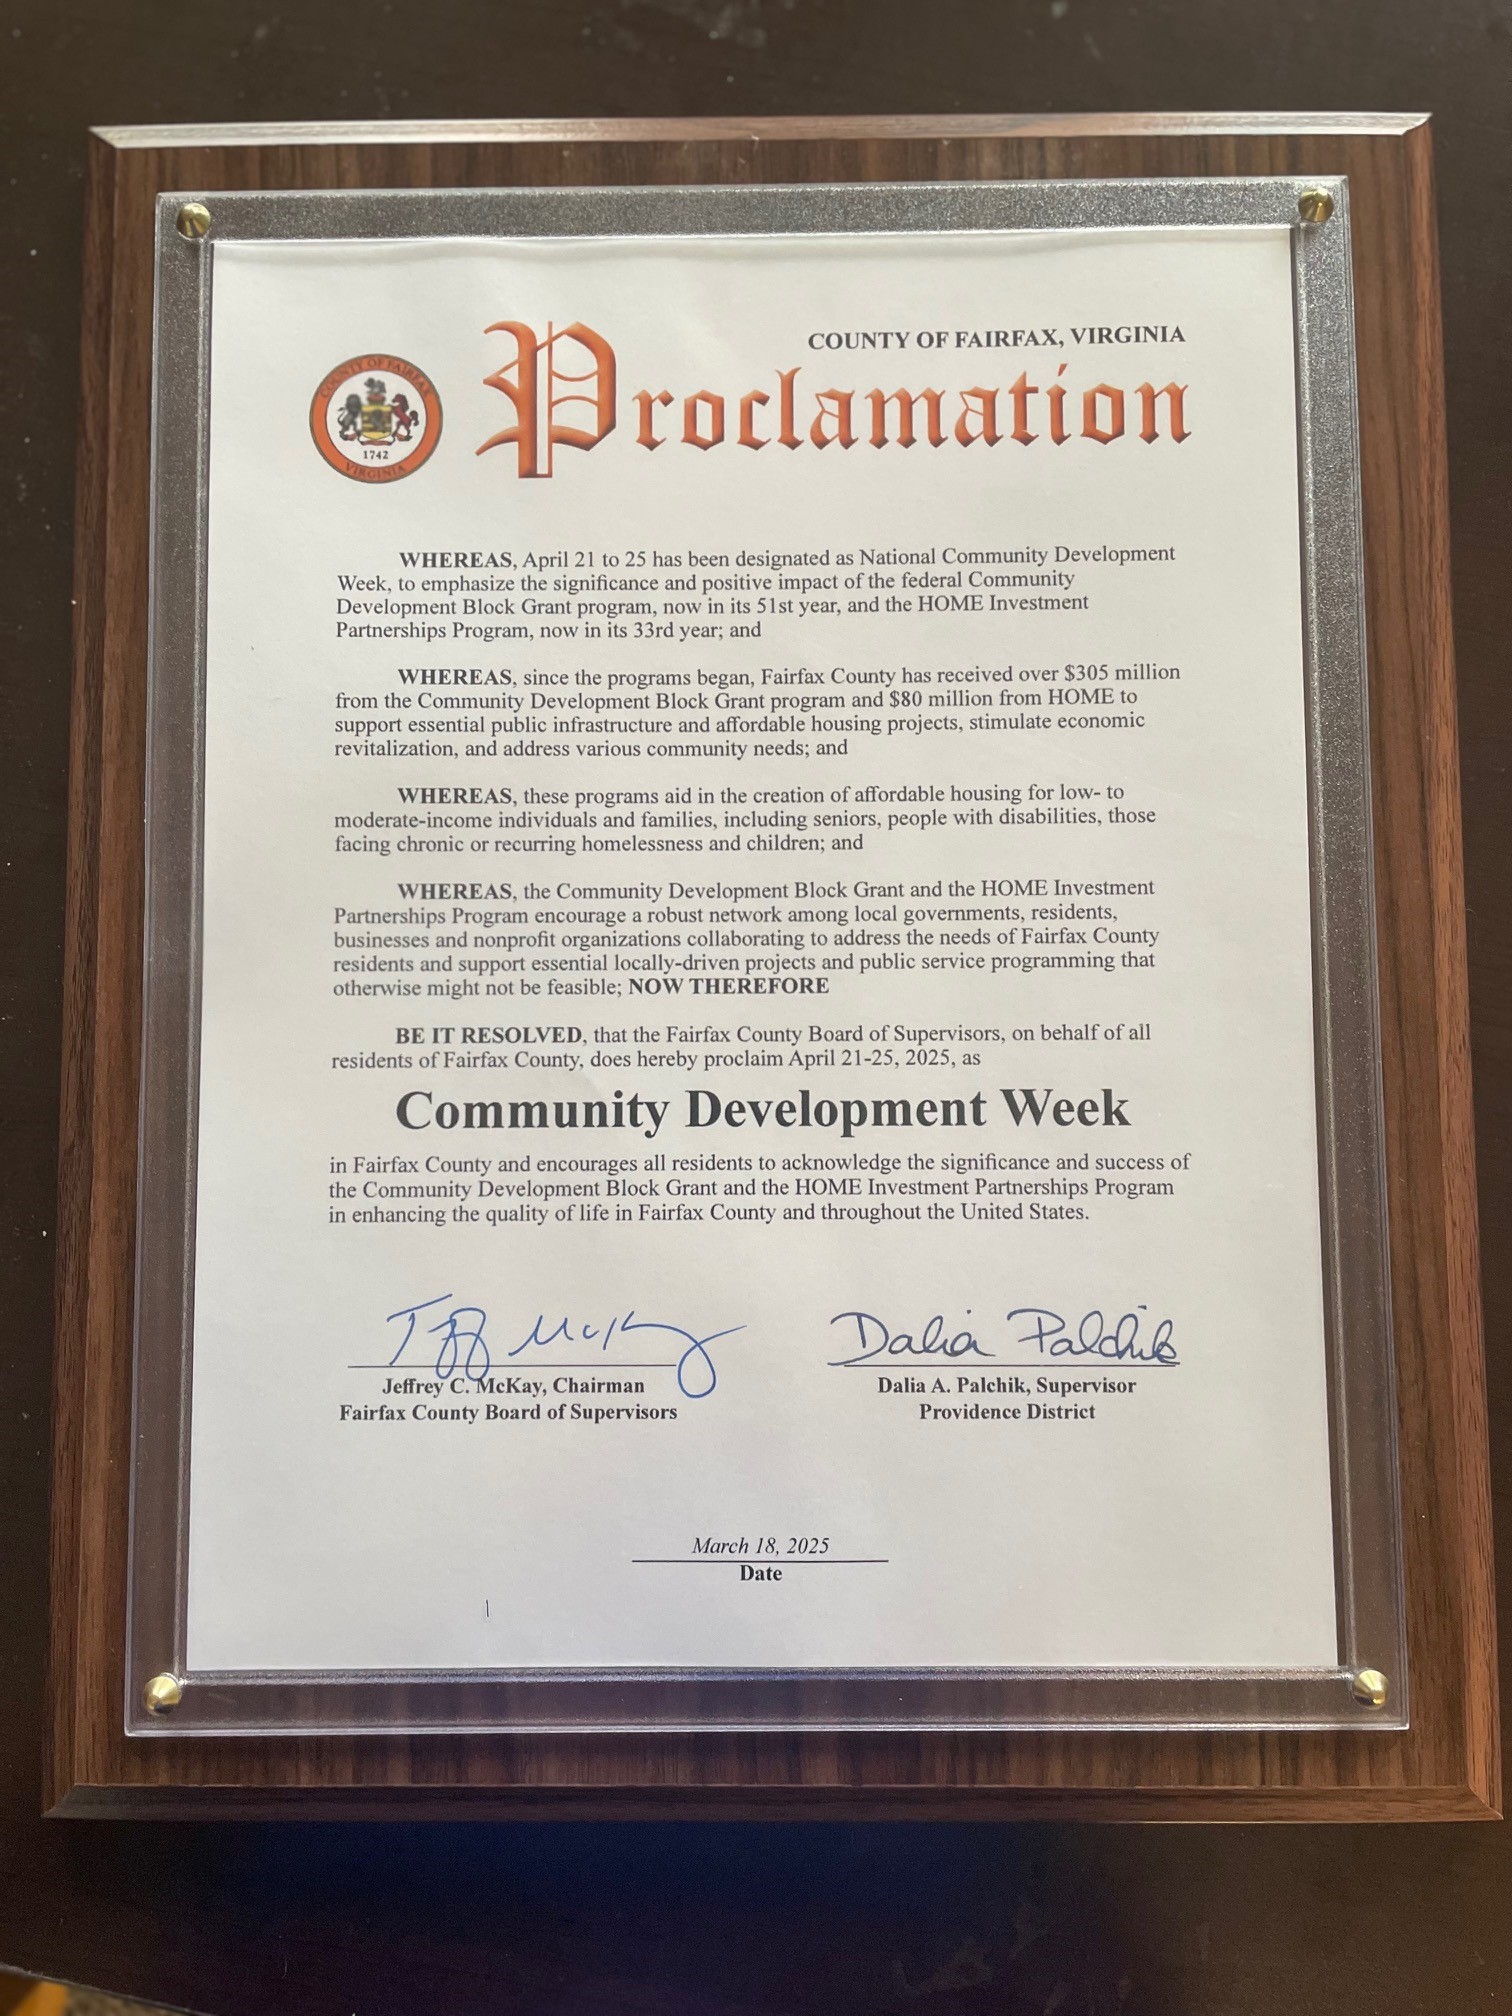 COUNTY OF FAIRFAX, VIRGINIA
Proclamation
COUNTY OF FAIRFAX
1742
VIRGINIA
WHEREAS, April 21 to 25 has been designated as National Community Development
Week, to emphasize the significance and positive impact of the federal Community
Development Block Grant program, now in its 51st year, and the HOME Investment
Partnerships Program, now in its 33rd year; and
WHEREAS, since the programs began, Fairfax County has received over $305 million
from the Community Development Block Grant program and $80 million from HOME to
support essential public infrastructure and affordable housing projects, stimulate economic
revitalization, and address various community needs; and
WHEREAS, these programs aid in the creation of affordable housing for low- to
moderate-income individuals and families, including seniors, people with disabilities, those
facing chronic or recurring homelessness and children; and
WHEREAS, the Community Development Block Grant and the HOME Investment
Partnerships Program encourage a robust network among local governments, residents,
businesses and nonprofit organizations collaborating to address the needs of Fairfax County
residents and support essential locally-driven projects and public service programming that
otherwise might not be feasible; NOW THEREFORE
BE IT RESOLVED, that the Fairfax County Board of Supervisors, on behalf of all
residents of Fairfax County, does hereby proclaim April 21-25, 2025, as
Community Development Week
in Fairfax County and encourages all residents to acknowledge the significance and success of
the Community Development Block Grant and the HOME Investment Partnerships Program
in enhancing the quality of life in Fairfax County and throughout the United States.
Jeff McKay
Jeffrey C. McKay, Chairman
Fairfax County Board of Supervisors
Dalia Palchik
Dalia A. Palchik, Supervisor
Providence District
March 18, 2025
Date